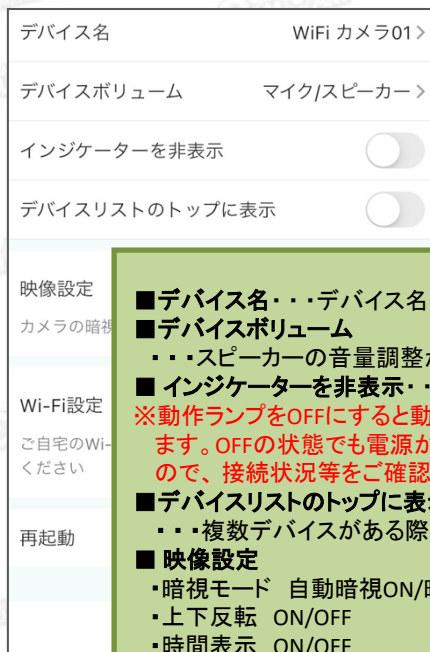 デバイス名 WiFi カメラ01 >
デバイスボリューム マイク/スピーカー >
インジケーターを非表示
デバイスリストのトップに表示
映像設定
カメラの暗視
Wi-Fi設定
ご自宅のWi-
ください
再起動
■デバイス名・・・デバイス名
■デバイスボリューム
・・・スピーカーの音量調整が
■ インジケーターを非表示・・
※動作ランプをOFFにすると動
ます。OFFの状態でも電源が
ので、接続状況等をご確認
■デバイスリストのトップに表示
・・・複数デバイスがある際
■ 映像設定
・暗視モード 自動暗視ON/
・上下反転 ON/OFF
・時間表示 ON/OFF